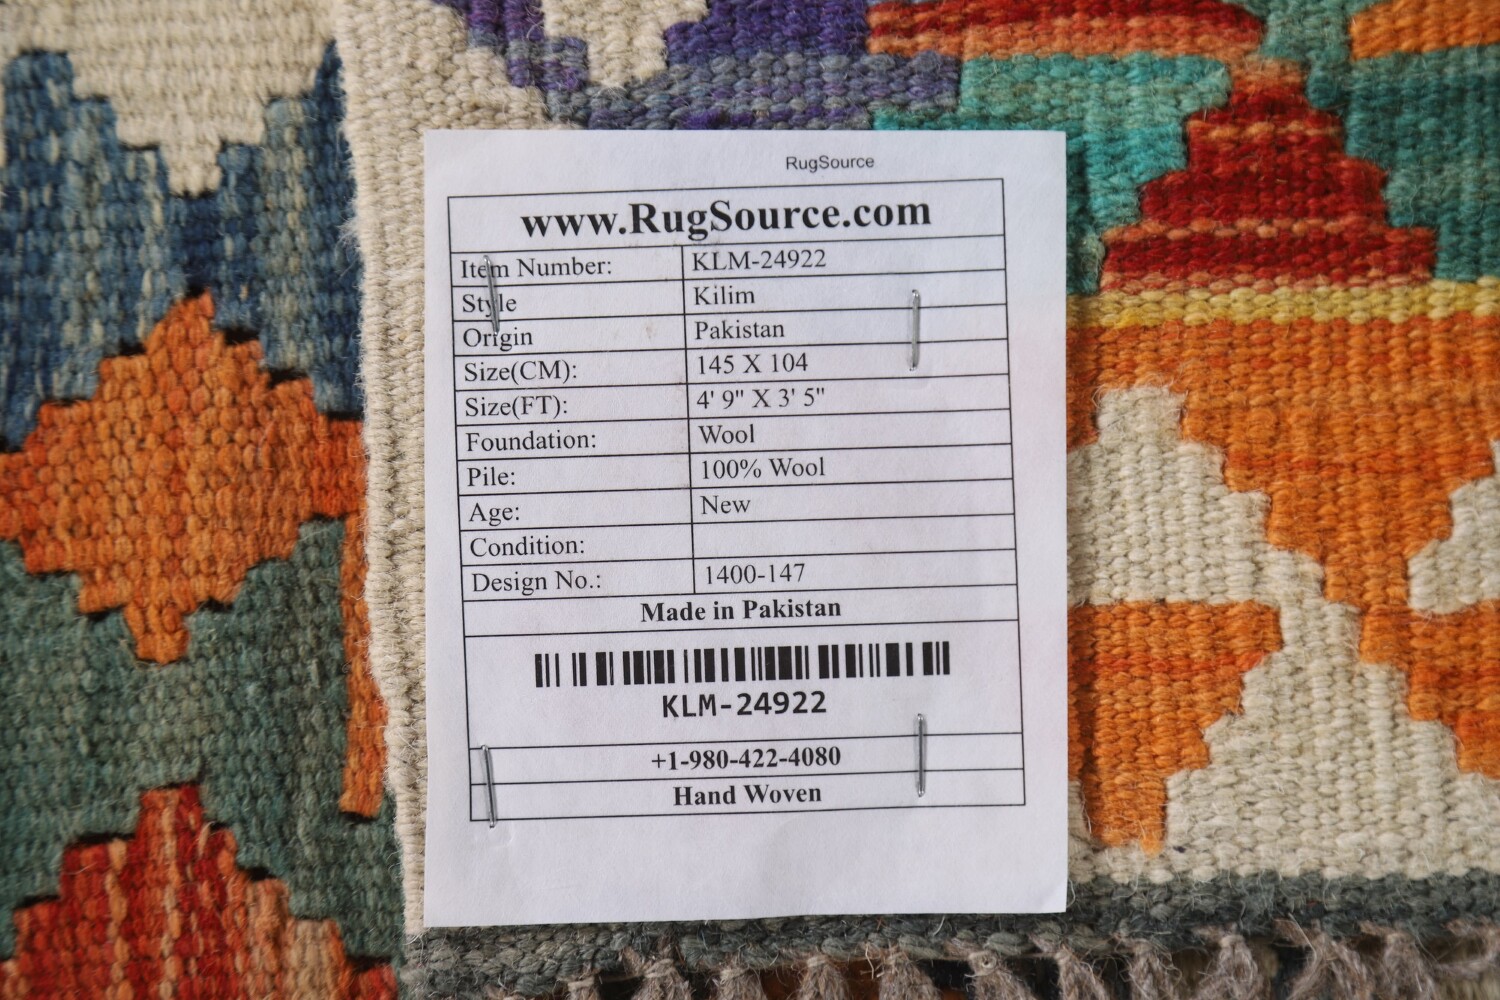 RugSource
www.RugSource.com
Item Number: KLM-24922
Style Kilim
Origin Pakistan
Size(CM): 145 X 104
Size(FT): 4' 9" X 3' 5"
Foundation: Wool
Pile: 100% Wool
Age: New
Condition:
Design No.: 1400-147
Made in Pakistan
KLM-24922
+1-980-422-4080
Hand Woven